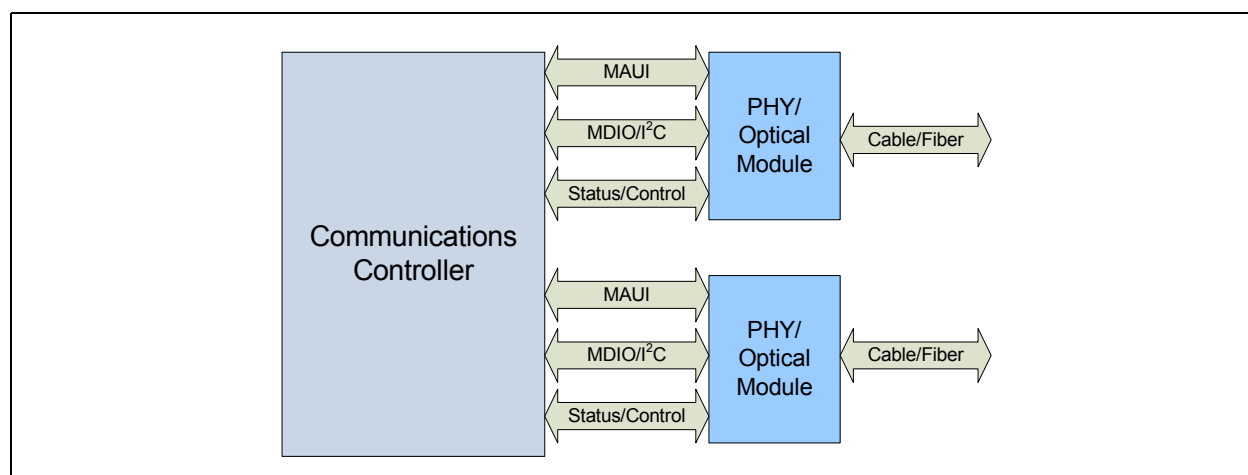 MAUI
MDIO/I²C
Status/Control
PHY/
Optical
Module
Cable/Fiber
Communications
Controller
MAUI
MDIO/I²C
Status/Control
PHY/
Optical
Module
Cable/Fiber